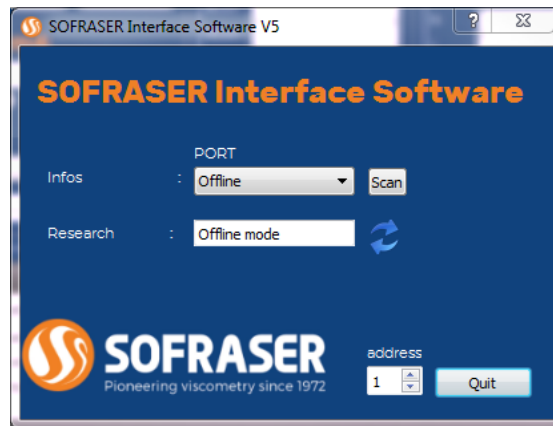 SOFRASER Interface Software V5
?
SOFRASER Interface Software
PORT
Infos : Offline Scan
Research : Offline mode
SOFRASER
Pioneering viscometry since 1972
address
1 Quit